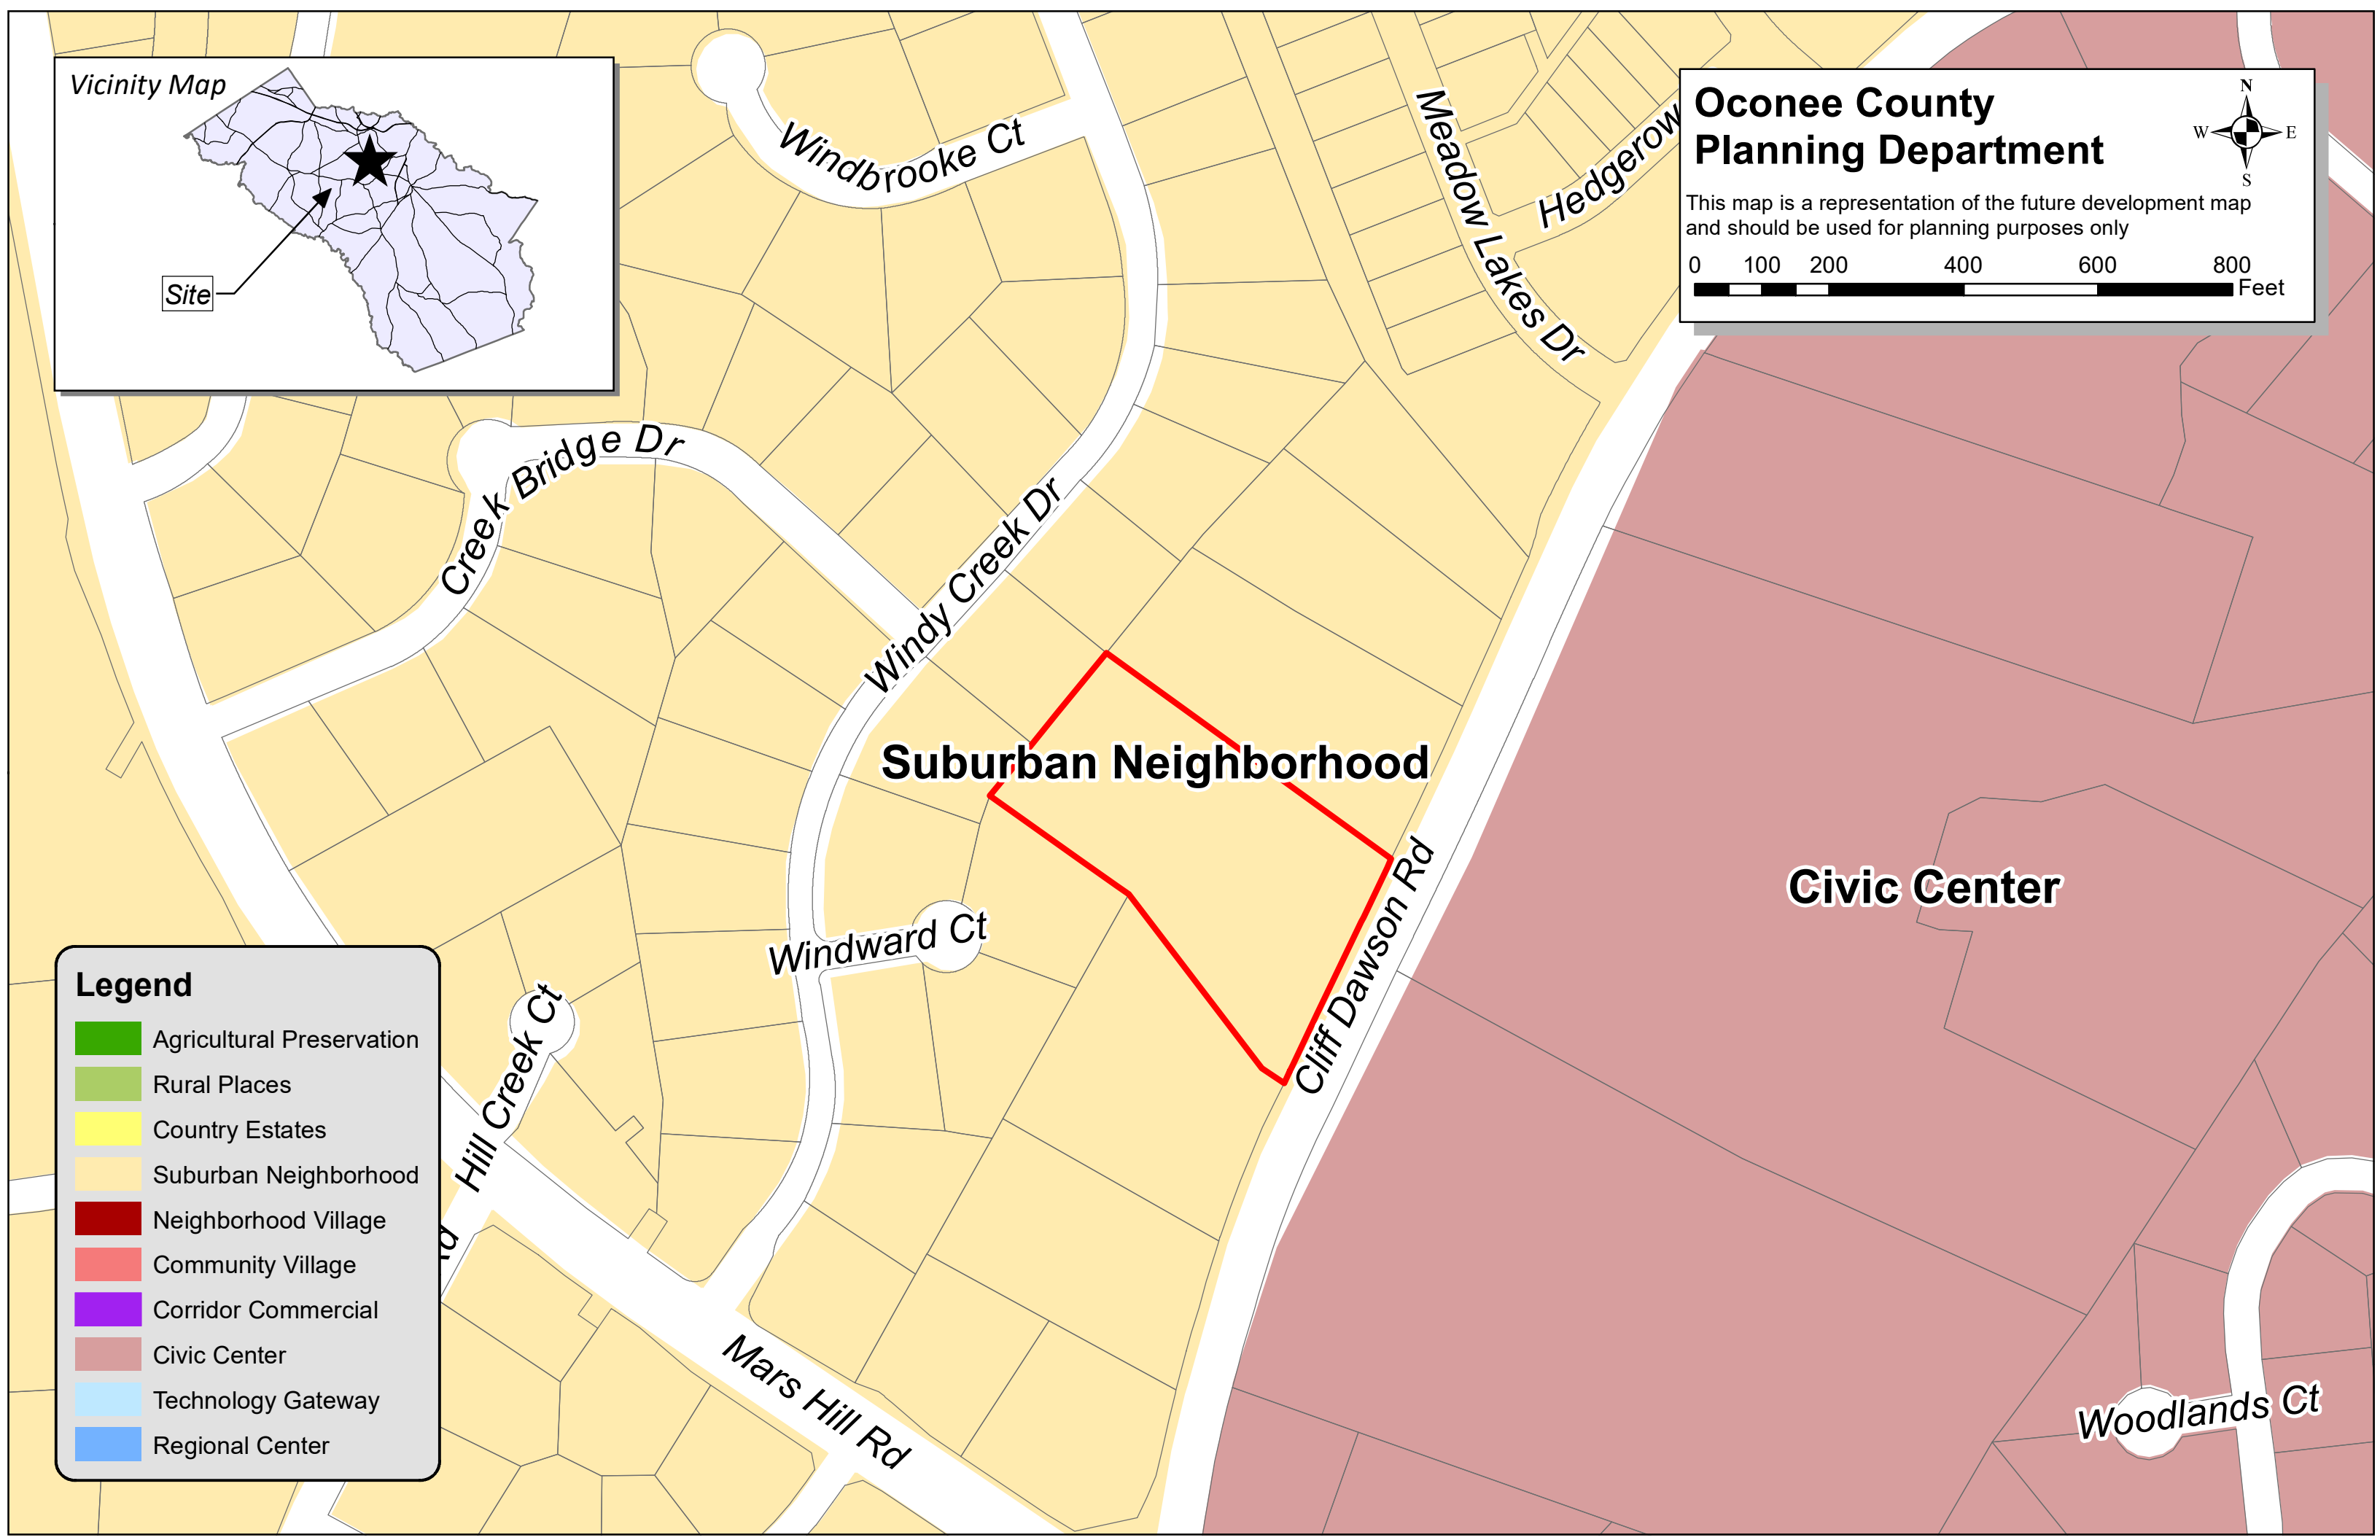 Vicinity Map
Site
Oconee County
Planning Department
N
W
E
S
This map is a representation of the future development map
and should be used for planning purposes only
0 100 200 400 600 800
Feet
Windbrooke Ct
Meadow Lakes Dr
Hedgerow
Creek Bridge Dr
Windy Creek Dr
Suburban Neighborhood
Civic Center
Cliff Dawson Rd
Windward Ct
Hill Creek Ct
Rd
Mars Hill Rd
Woodlands Ct
Legend
Agricultural Preservation
Rural Places
Country Estates
Suburban Neighborhood
Neighborhood Village
Community Village
Corridor Commercial
Civic Center
Technology Gateway
Regional Center